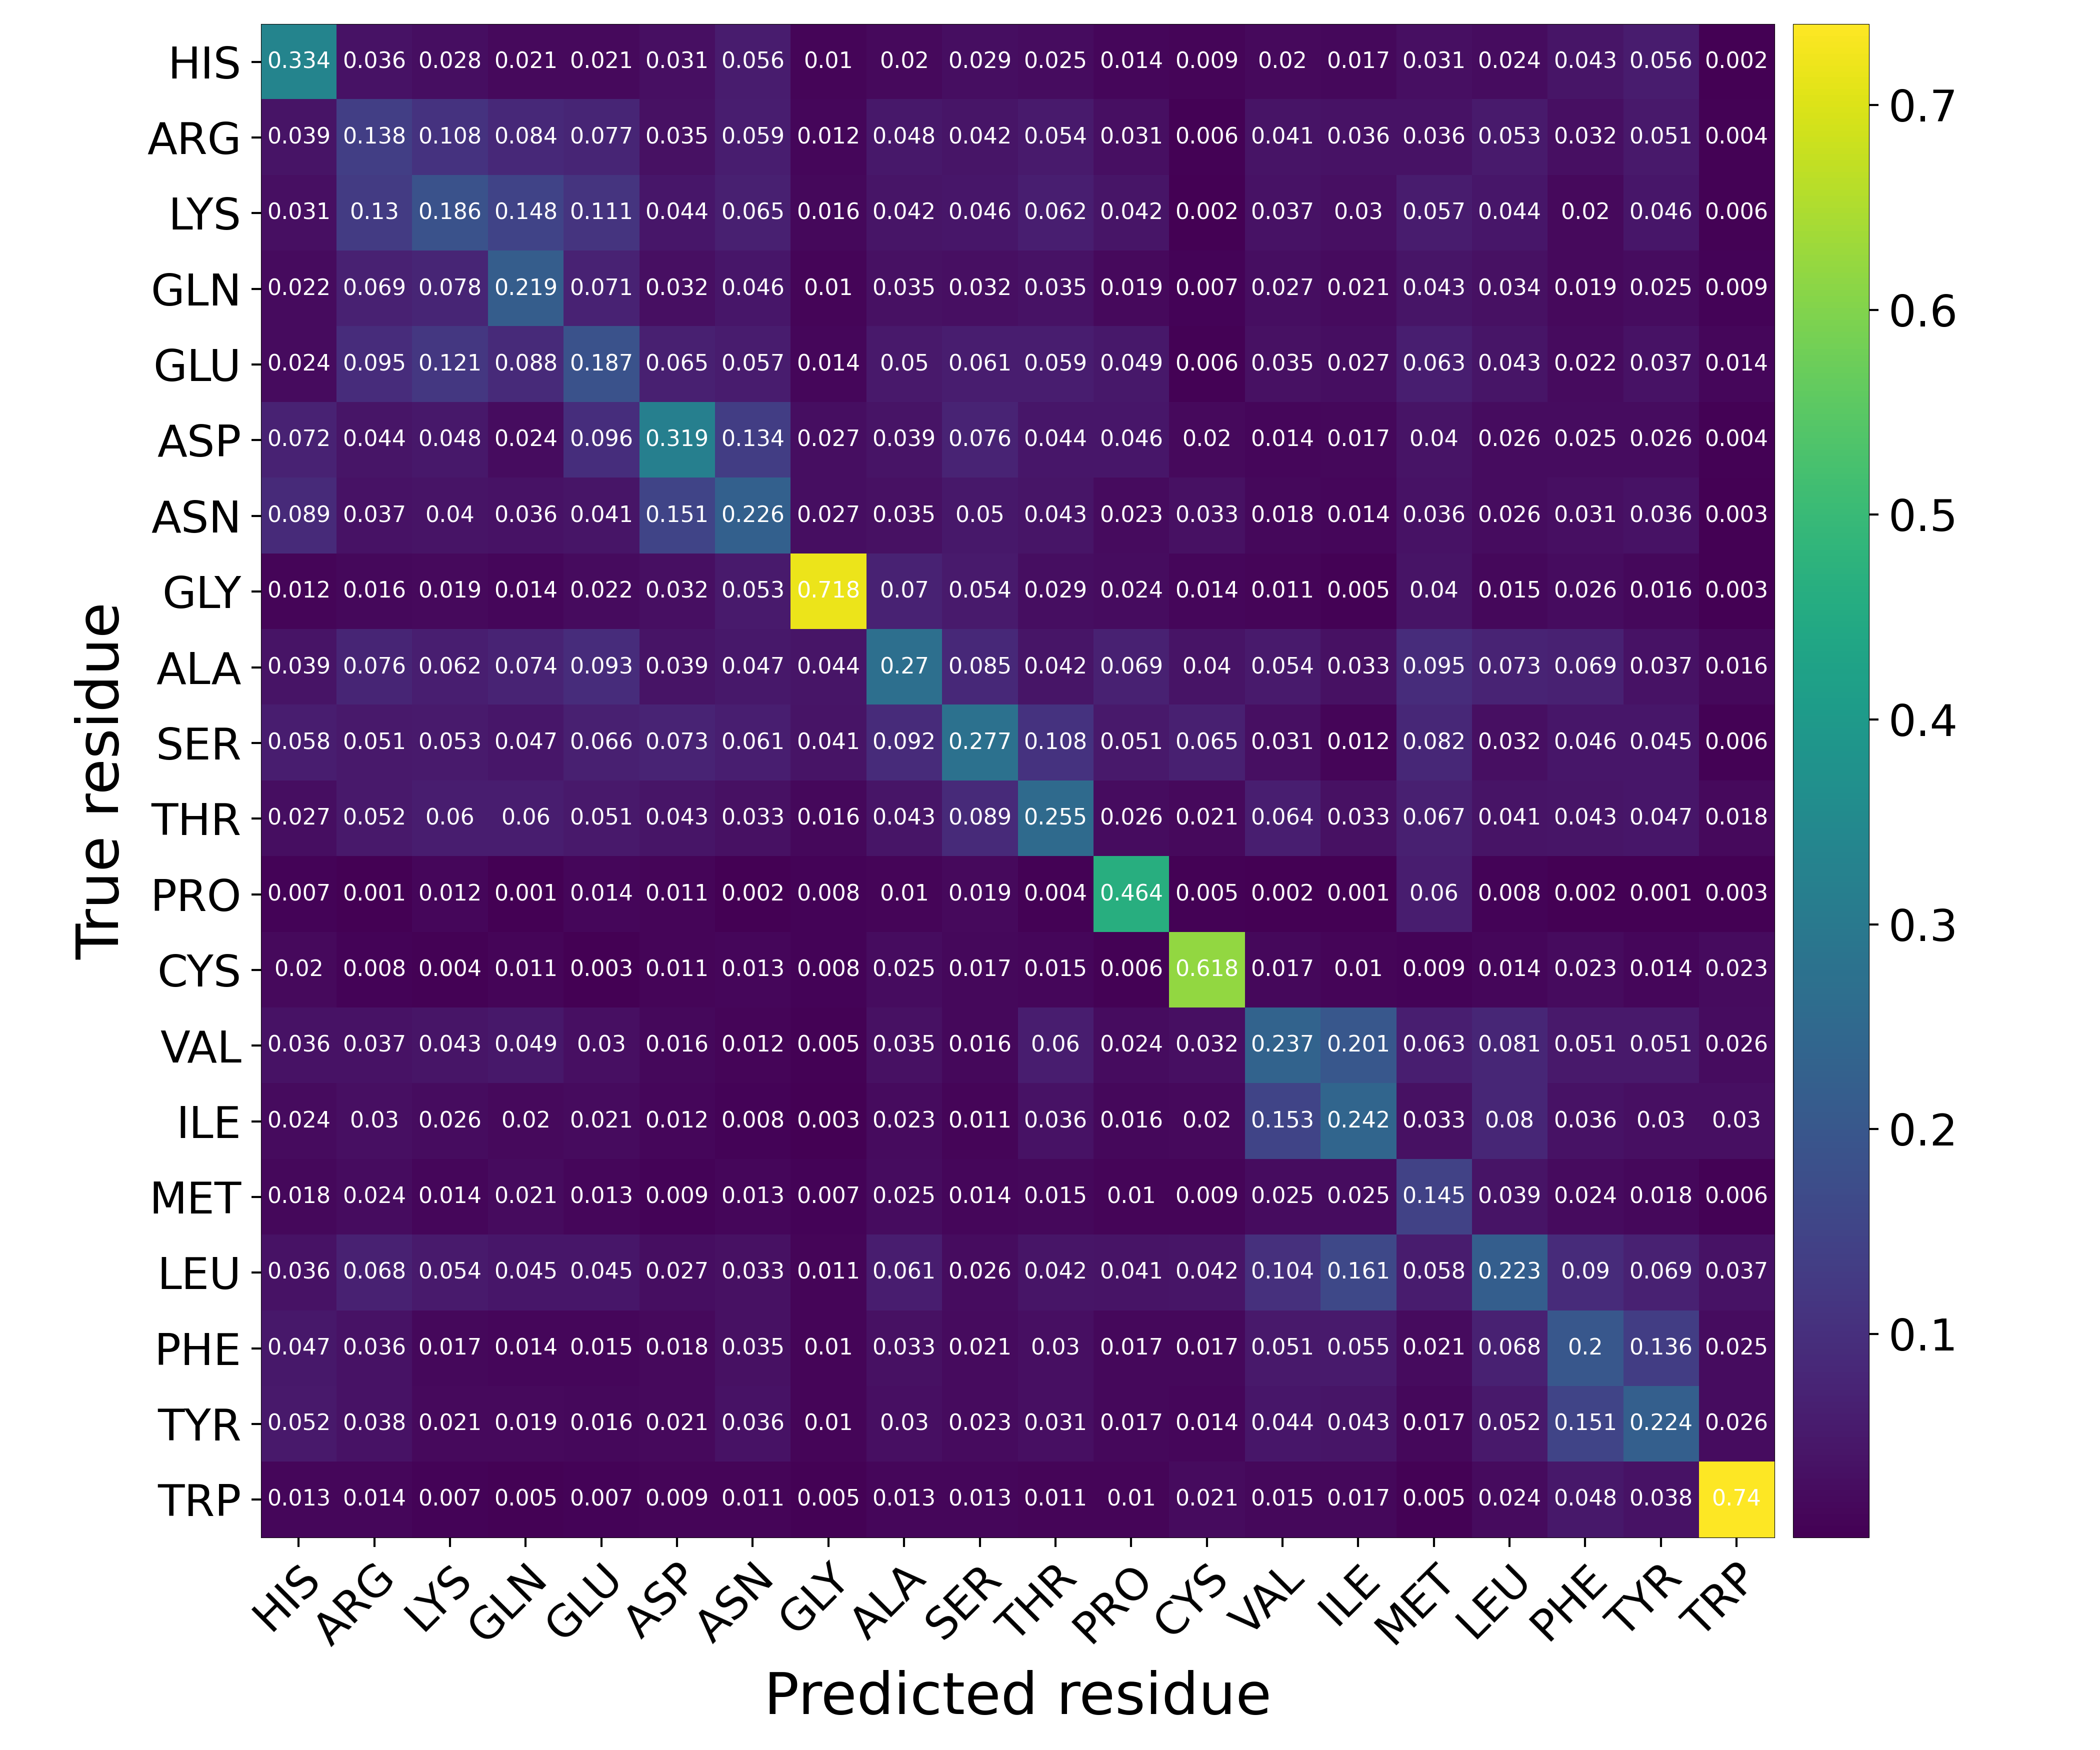 HIS 0.334 0.036 0.028 0.021 0.021 0.031 0.056 0.01 0.02 0.029 0.025 0.014 0.009 0.02 0.017 0.031 0.024 0.043 0.056 0.002
ARG 0.039 0.138 0.108 0.084 0.077 0.035 0.059 0.012 0.048 0.042 0.054 0.031 0.006 0.041 0.036 0.036 0.053 0.032 0.051 0.004
LYS 0.031 0.13 0.186 0.148 0.111 0.044 0.065 0.016 0.042 0.046 0.062 0.042 0.002 0.037 0.03 0.057 0.044 0.02 0.046 0.006
GLN 0.022 0.069 0.078 0.219 0.071 0.032 0.046 0.01 0.035 0.032 0.035 0.019 0.007 0.027 0.021 0.043 0.034 0.019 0.025 0.009
GLU 0.024 0.095 0.121 0.088 0.187 0.065 0.057 0.014 0.05 0.061 0.059 0.049 0.006 0.035 0.027 0.063 0.043 0.022 0.037 0.014
ASP 0.072 0.044 0.048 0.024 0.096 0.319 0.134 0.027 0.039 0.076 0.044 0.046 0.02 0.014 0.017 0.04 0.026 0.025 0.026 0.004
ASN 0.089 0.037 0.04 0.036 0.041 0.151 0.226 0.027 0.035 0.05 0.043 0.023 0.033 0.018 0.014 0.036 0.026 0.031 0.036 0.003
GLY 0.012 0.016 0.019 0.014 0.022 0.032 0.053 0.718 0.07 0.054 0.029 0.024 0.014 0.011 0.005 0.04 0.015 0.026 0.016 0.003
ALA 0.039 0.076 0.062 0.074 0.093 0.039 0.047 0.044 0.27 0.085 0.042 0.069 0.04 0.054 0.033 0.095 0.073 0.069 0.037 0.016
SER 0.058 0.051 0.053 0.047 0.066 0.073 0.061 0.041 0.092 0.277 0.108 0.051 0.065 0.031 0.012 0.082 0.032 0.046 0.045 0.006
THR 0.027 0.052 0.06 0.06 0.051 0.043 0.033 0.016 0.043 0.089 0.255 0.026 0.021 0.064 0.033 0.067 0.041 0.043 0.047 0.018
PRO 0.007 0.001 0.012 0.001 0.014 0.011 0.002 0.008 0.01 0.019 0.004 0.464 0.005 0.002 0.001 0.06 0.008 0.002 0.001 0.003
CYS 0.02 0.008 0.004 0.011 0.003 0.011 0.013 0.008 0.025 0.017 0.015 0.006 0.618 0.017 0.01 0.009 0.014 0.023 0.014 0.023
VAL 0.036 0.037 0.043 0.049 0.03 0.016 0.012 0.005 0.035 0.016 0.06 0.024 0.032 0.237 0.201 0.063 0.081 0.051 0.051 0.026
ILE 0.024 0.03 0.026 0.02 0.021 0.012 0.008 0.003 0.023 0.011 0.036 0.016 0.02 0.153 0.242 0.033 0.08 0.036 0.03 0.03
MET 0.018 0.024 0.014 0.021 0.013 0.009 0.013 0.007 0.025 0.014 0.015 0.01 0.009 0.025 0.025 0.145 0.039 0.024 0.018 0.006
LEU 0.036 0.068 0.054 0.045 0.045 0.027 0.033 0.011 0.061 0.026 0.042 0.041 0.042 0.104 0.161 0.058 0.223 0.09 0.069 0.037
PHE 0.047 0.036 0.017 0.014 0.015 0.018 0.035 0.01 0.033 0.021 0.03 0.017 0.017 0.051 0.055 0.021 0.068 0.2 0.136 0.025
TYR 0.052 0.038 0.021 0.019 0.016 0.021 0.036 0.01 0.03 0.023 0.031 0.017 0.014 0.044 0.043 0.017 0.052 0.151 0.224 0.026
TRP 0.013 0.014 0.007 0.005 0.007 0.009 0.011 0.005 0.013 0.013 0.011 0.01 0.021 0.015 0.017 0.005 0.024 0.048 0.038 0.74
HIS ARG LYS GLN GLU ASP ASN GLY ALA SER THR PRO CYS VAL ILE MET LEU PHE TYR TRP
Predicted residue
True residue
0.7
0.6
0.5
0.4
0.3
0.2
0.1